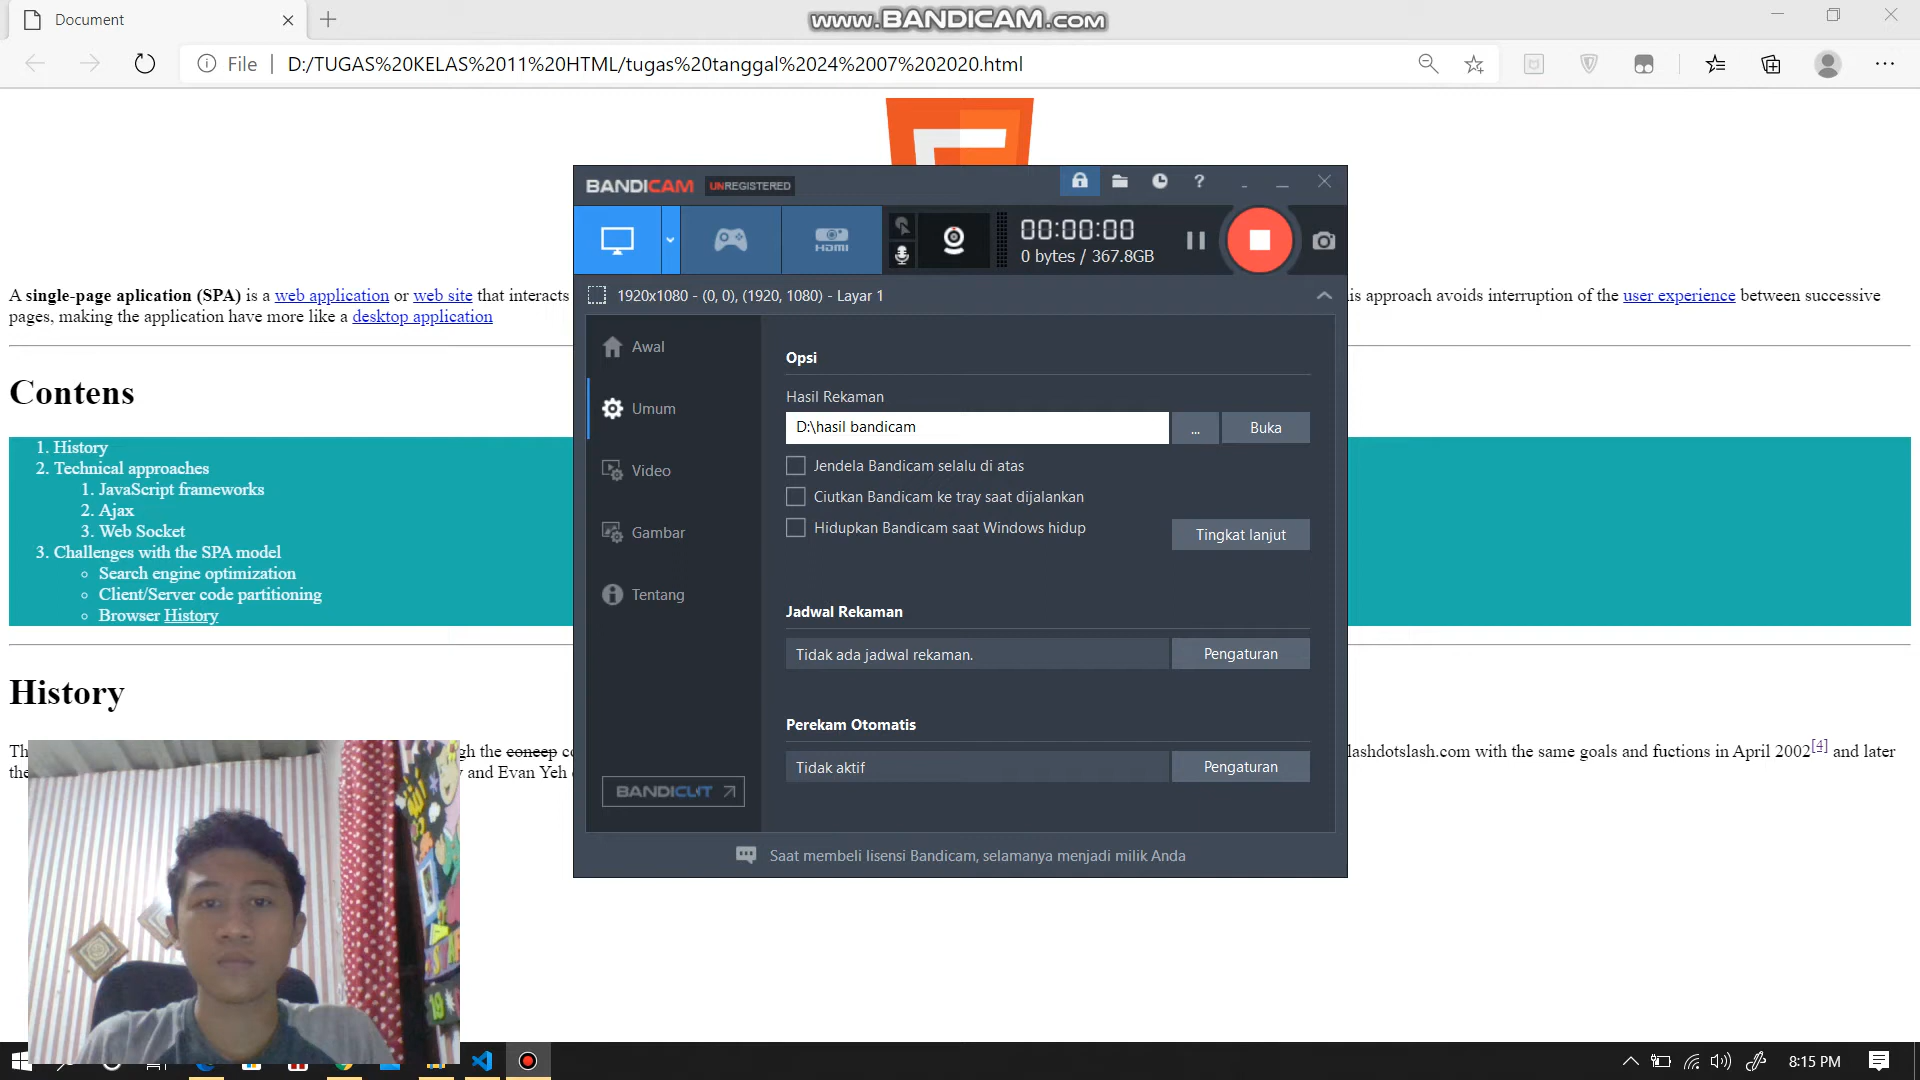 Document
www.BANDICAM.com
File
D:/TUGAS%20KELAS%2011%20HTML/tugas%20tanggal%2024%2007%202020.html
BANDICAM UNREGISTERED
HDMI
00:00:00
0 bytes / 367.8GB
1920x1080 - (0, 0), (1920, 1080) - Layar 1
Awal
Umum
Video
Gambar
Tentang
BANDICUT
Opsi
Hasil Rekaman
D:\hasil bandicam
...
Buka
Jendela Bandicam selalu di atas
Ciutkan Bandicam ke tray saat dijalankan
Hidupkan Bandicam saat Windows hidup
Tingkat lanjut
Jadwal Rekaman
Tidak ada jadwal rekaman.
Pengaturan
Perekam Otomatis
Tidak aktif
Pengaturan
Saat membeli lisensi Bandicam, selamanya menjadi milik Anda
A single-page aplication (SPA) is a web application or web site that interacts
is approach avoids interruption of the user experience between successive
pages, making the application have more like a desktop application
Contens
1. History
2. Technical approaches
1. JavaScript frameworks
2. Ajax
3. Web Socket
3. Challenges with the SPA model
Search engine optimization
Client/Server code partitioning
Browser History
History
the coneep
lashdotslash.com with the same goals and fuctions in April 2002[4] and later
and Evan Yeh
19
8:15 PM